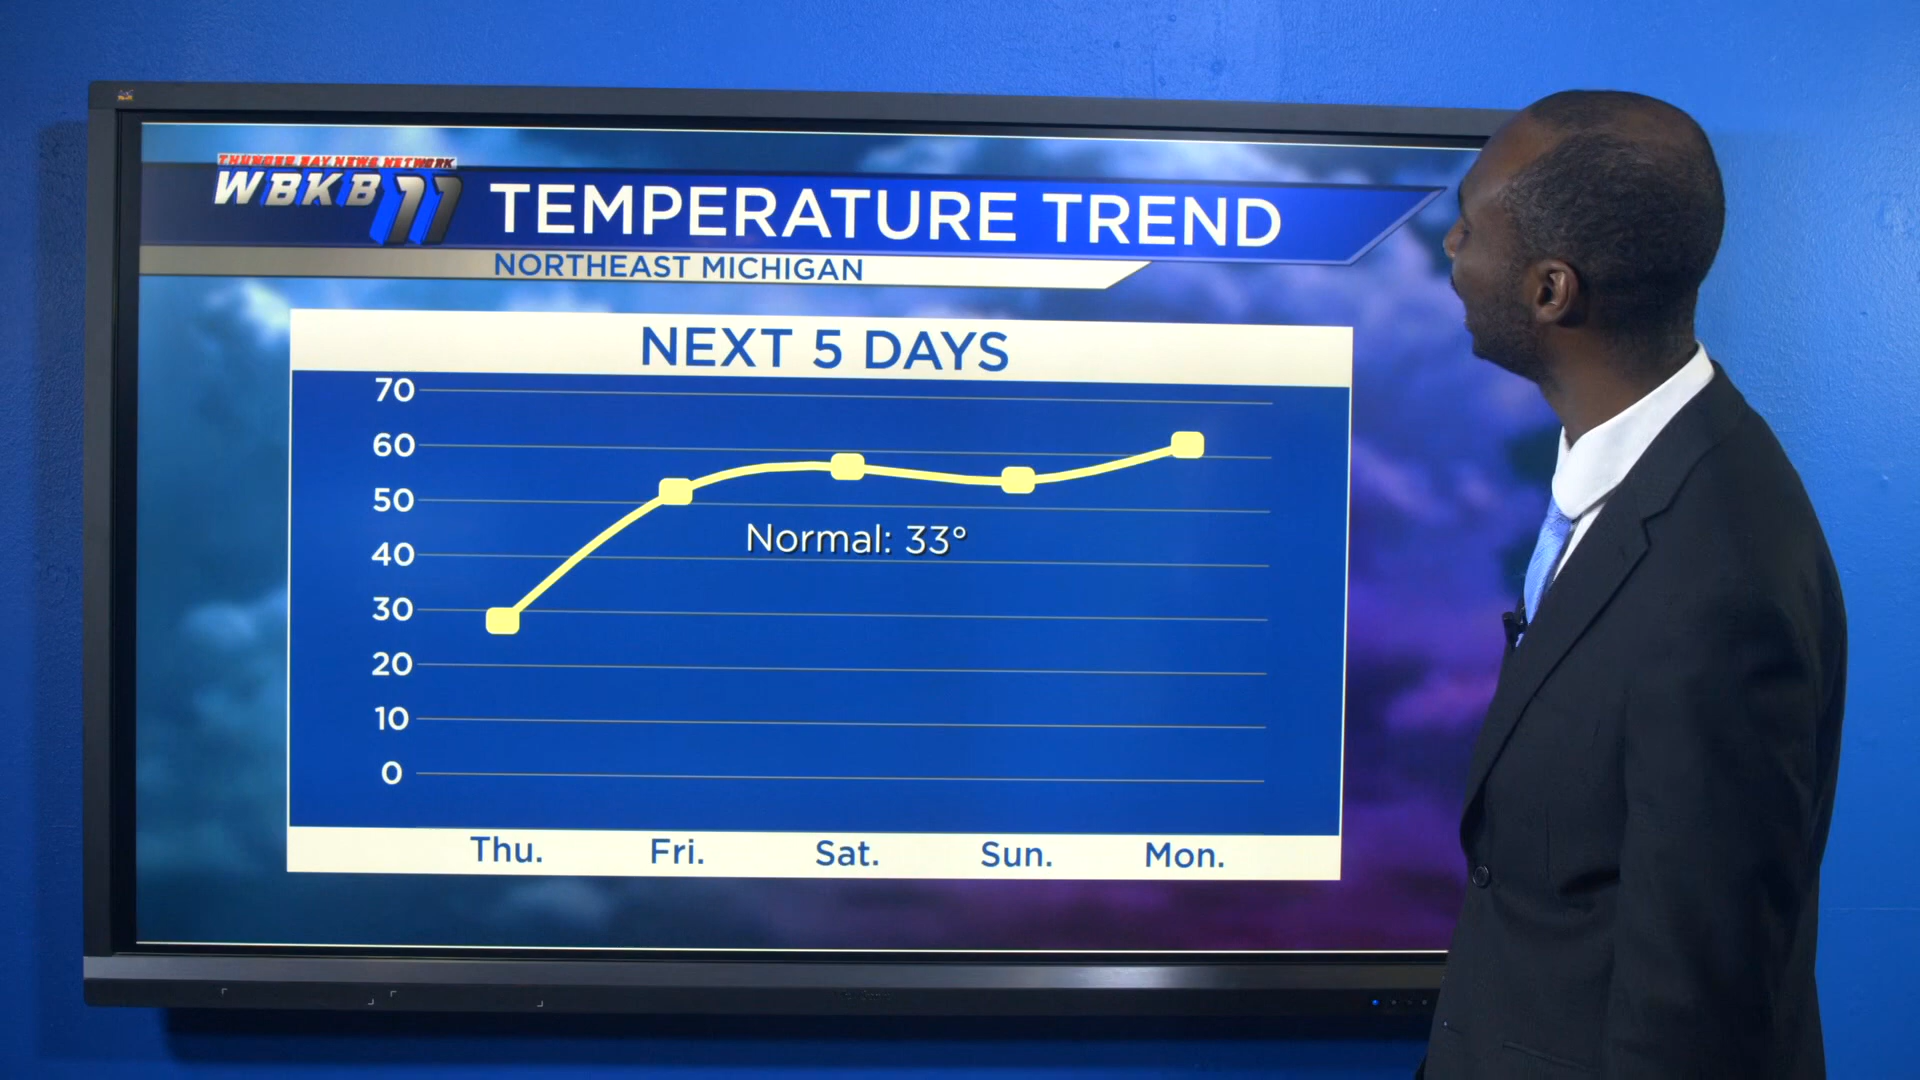 THUNDER BAY NEWS NETWORK
WBKB 11
TEMPERATURE TREND
NORTHEAST MICHIGAN
NEXT 5 DAYS
70
60
50
Normal: 33°
40
30
20
10
0
Thu. Fri. Sat. Sun. Mon.